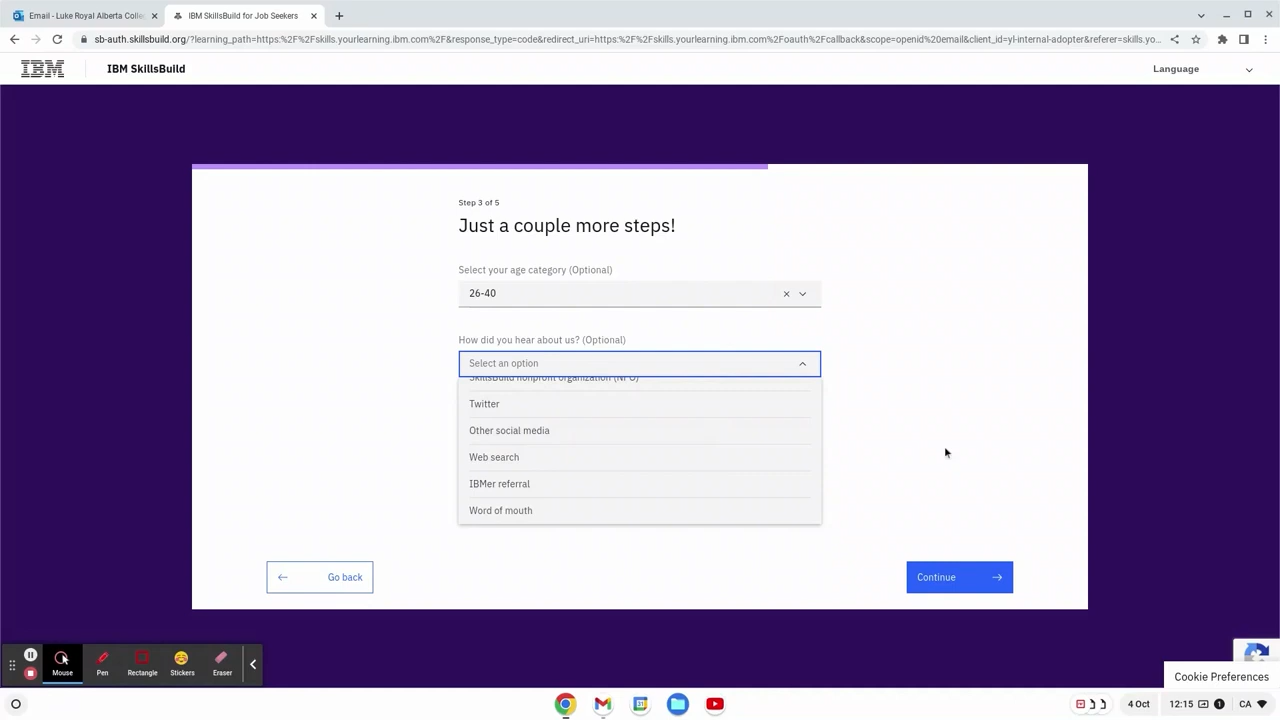 Email - Luke Royal Alberta Colle
IBM SkillsBuild for Job Seekers
sb-auth.skillsbuild.org/?learning_path=https:%2F%2Fskills.yourlearning.ibm.com%2F&response_type=code&redirect_uri=https:%2F%2Fskills.yourlearning.ibm.com%2Foauth%2Fcallback&scope=openid%20email&client_id=yl-internal-adopter&referer=skills.yo...
IBM
IBM SkillsBuild
Language
Step 3 of 5
Just a couple more steps!
Select your age category (Optional)
26-40
How did you hear about us? (Optional)
Select an option
SkillsBuild nonprofit organization (NPO)
Twitter
Other social media
Web search
IBMer referral
Word of mouth
Go back
Continue
Mouse
Pen
Rectangle
Stickers
Eraser
Cookie Preferences
4 Oct
12:15
1
CA